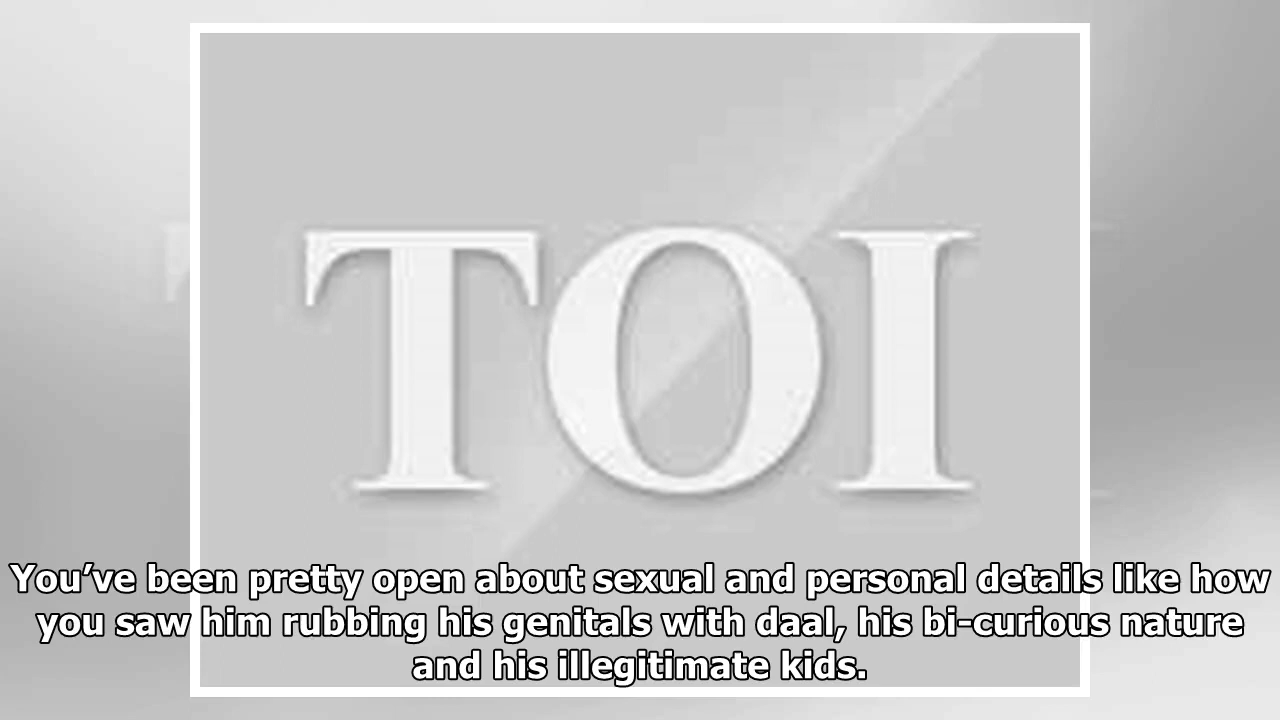 TOI
You’ve been pretty open about sexual and personal details like how
you saw him rubbing his genitals with daal, his bi-curious nature
and his illegitimate kids.